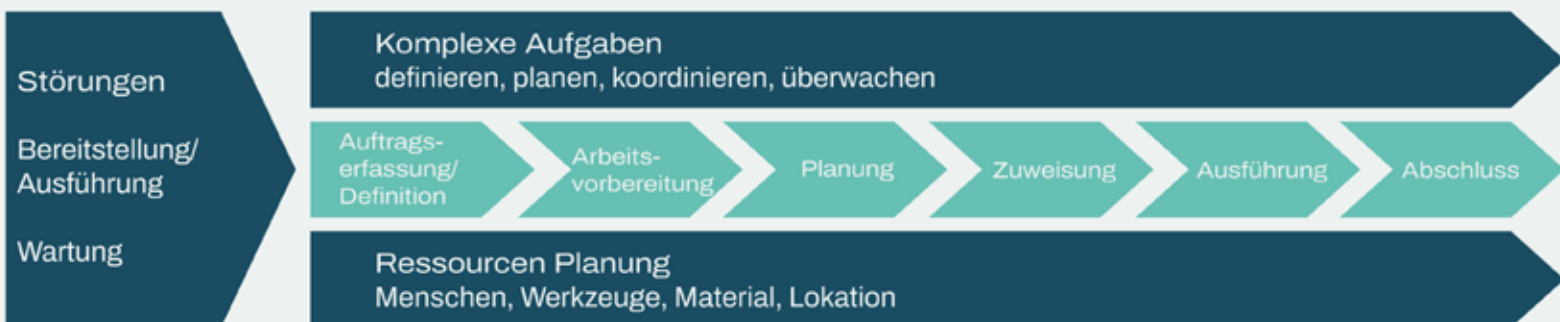 Störungen
Bereitstellung/
Ausführung
Wartung
Komplexe Aufgaben
definieren, planen, koordinieren, überwachen
Auftrags-
erfassung/
Definition
Arbeits-
vorbereitung
Planung
Zuweisung
Ausführung
Abschluss
Ressourcen Planung
Menschen, Werkzeuge, Material, Lokation